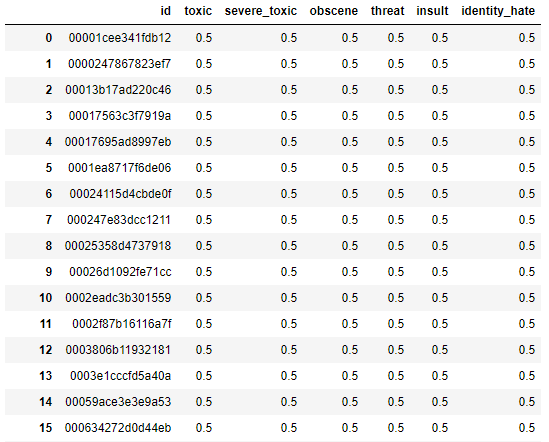 id toxic severe_toxic obscene threat insult identity_hate
0 00001cee341fdb12 0.5 0.5 0.5 0.5 0.5 0.5
1 0000247867823ef7 0.5 0.5 0.5 0.5 0.5 0.5
2 00013b17ad220c46 0.5 0.5 0.5 0.5 0.5 0.5
3 00017563c3f7919a 0.5 0.5 0.5 0.5 0.5 0.5
4 00017695ad8997eb 0.5 0.5 0.5 0.5 0.5 0.5
5 0001ea8717f6de06 0.5 0.5 0.5 0.5 0.5 0.5
6 00024115d4cbde0f 0.5 0.5 0.5 0.5 0.5 0.5
7 000247e83dcc1211 0.5 0.5 0.5 0.5 0.5 0.5
8 00025358d4737918 0.5 0.5 0.5 0.5 0.5 0.5
9 00026d1092fe71cc 0.5 0.5 0.5 0.5 0.5 0.5
10 0002eadc3b301559 0.5 0.5 0.5 0.5 0.5 0.5
11 0002f87b16116a7f 0.5 0.5 0.5 0.5 0.5 0.5
12 0003806b11932181 0.5 0.5 0.5 0.5 0.5 0.5
13 0003e1cccfd5a40a 0.5 0.5 0.5 0.5 0.5 0.5
14 00059ace3e3e9a53 0.5 0.5 0.5 0.5 0.5 0.5
15 000634272d0d44eb 0.5 0.5 0.5 0.5 0.5 0.5